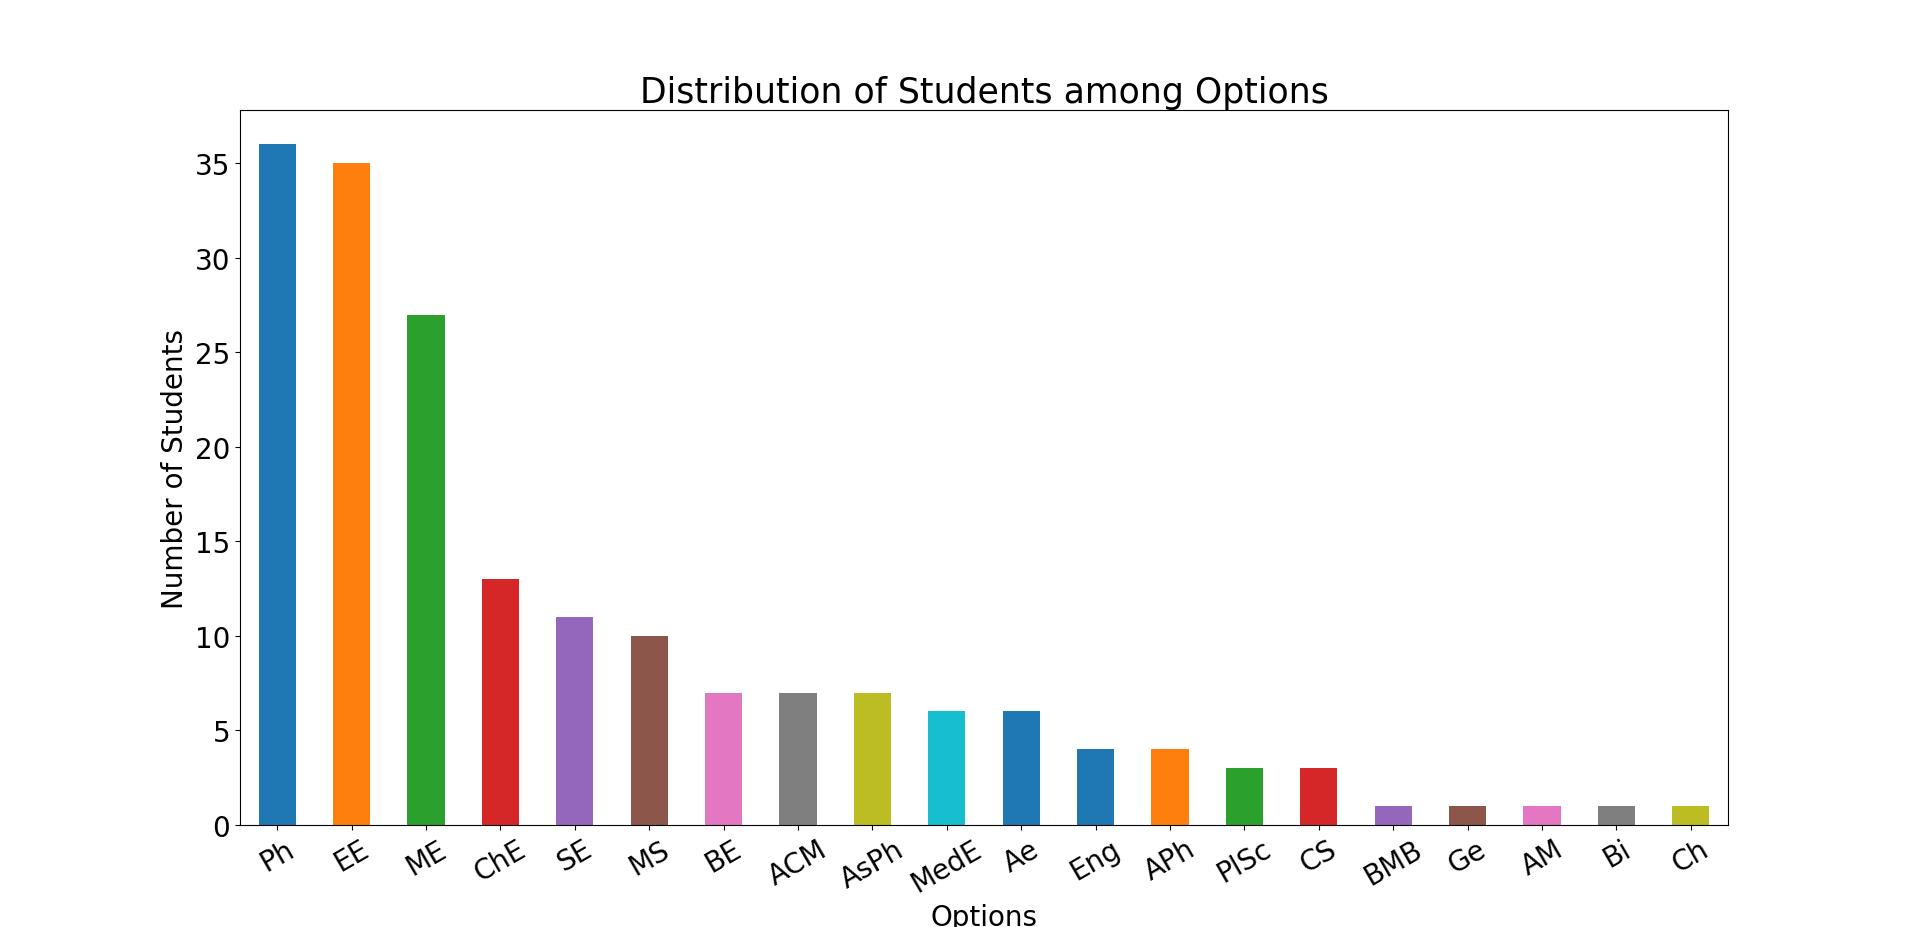 Distribution of Students among Options
Number of Students
35
30
25
20
15
10
5
0
Ph EE ME ChE SE MS BE ACM AsPh MedE Ae Eng APh PlSc CS BMB Ge AM Bi Ch
Options